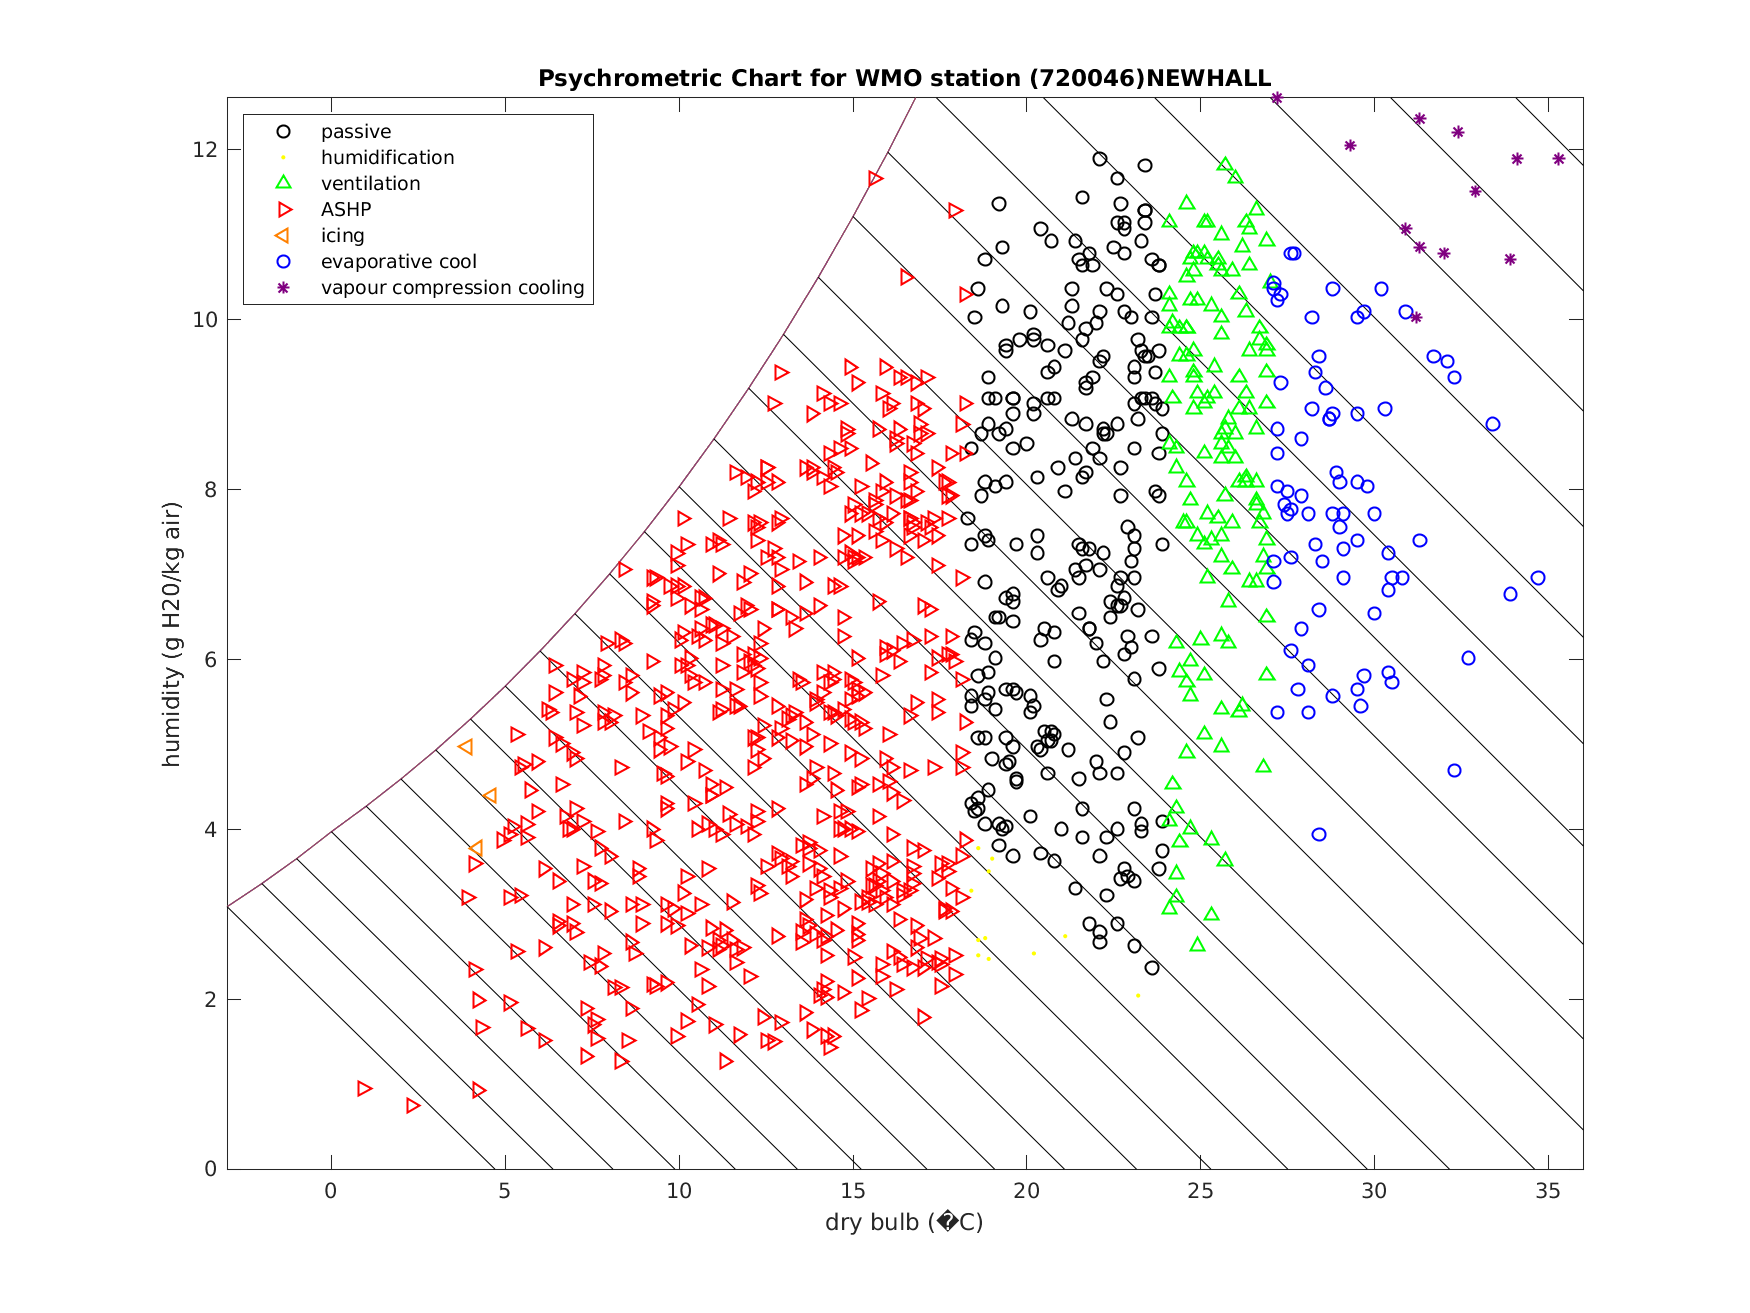 Psychrometric Chart for WMO station (720046)NEWHALL
passive
humidification
ventilation
ASHP
icing
evaporative cool
vapour compression cooling
humidity (g H20/kg air)
12
10
8
6
4
2
0
0 5 10 15 20 25 30 35
dry bulb (�C)